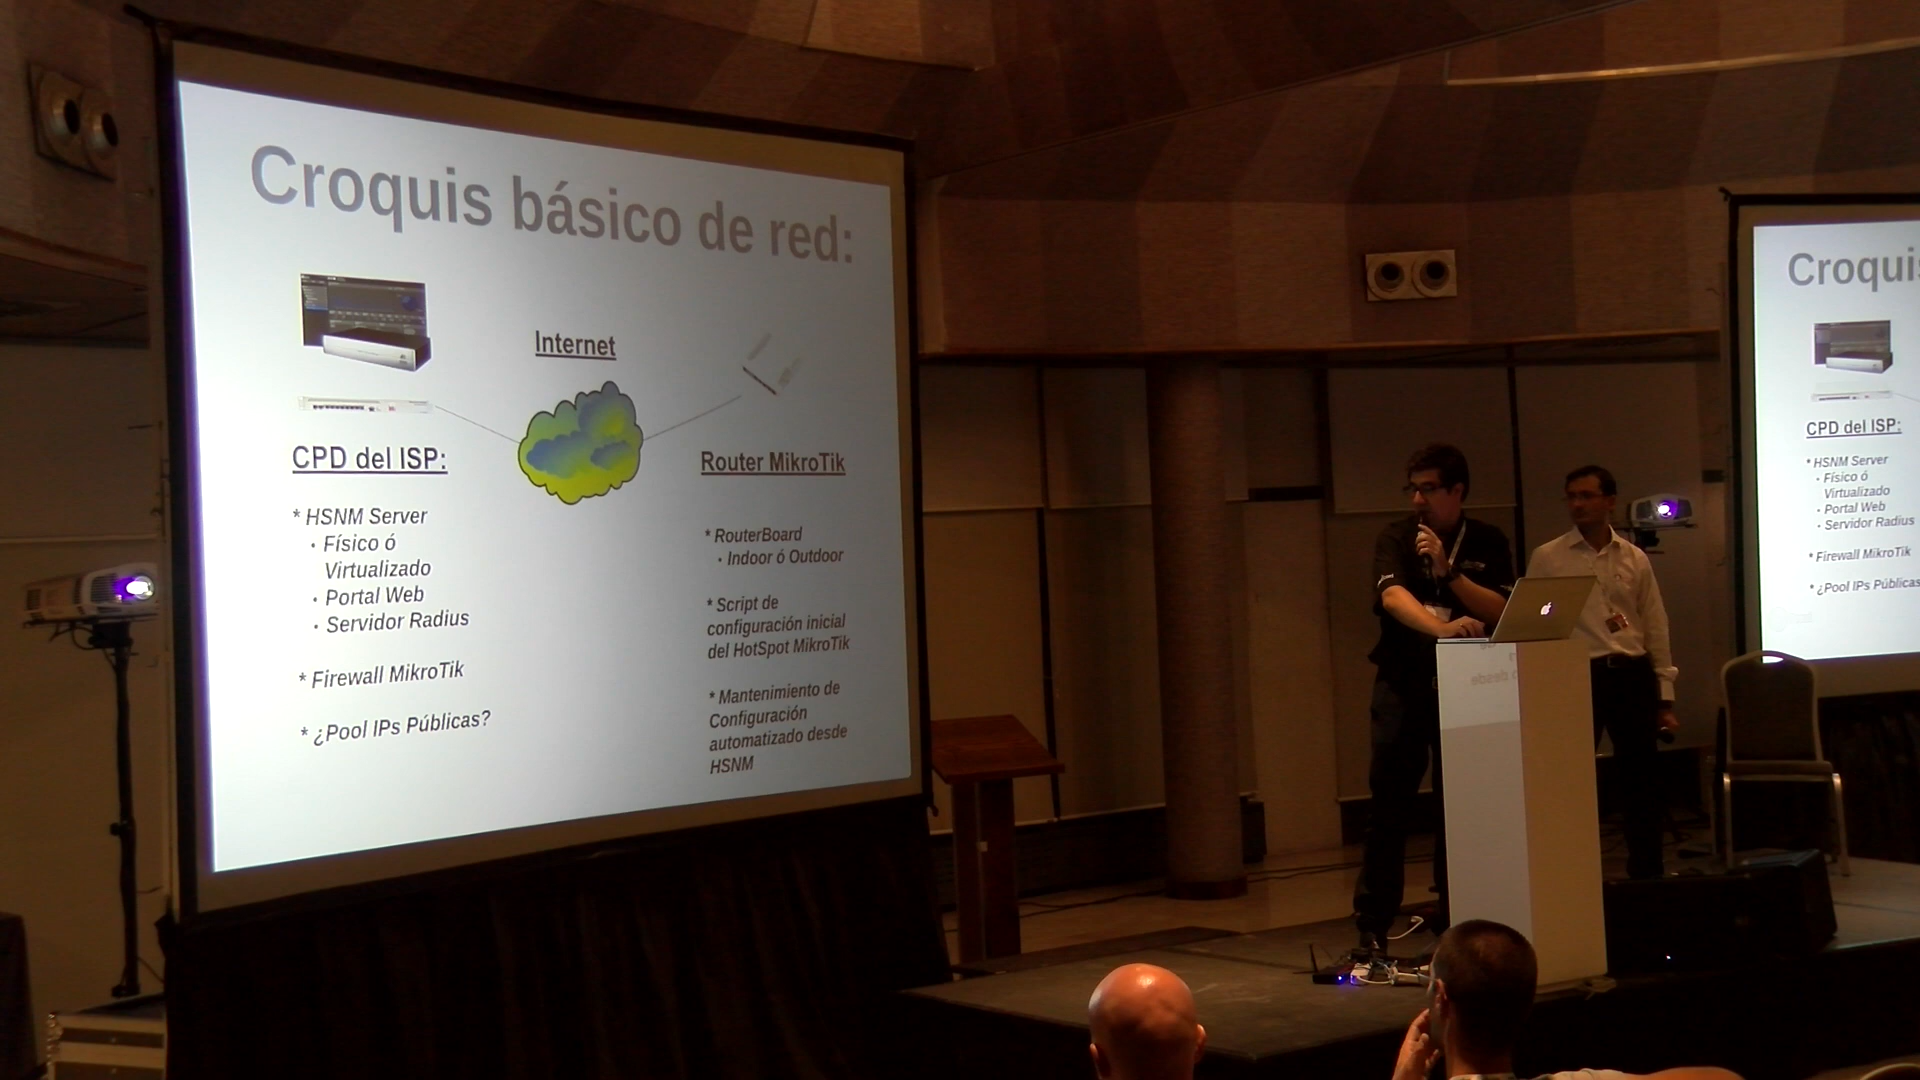 Croquis básico de red:
Internet
CPD del ISP:
* HSNM Server
· Físico ó
Virtualizado
· Portal Web
· Servidor Radius
* Firewall MikroTik
* ¿Pool IPs Públicas?
Router MikroTik
* RouterBoard
· Indoor ó Outdoor
* Script de
configuración inicial
del HotSpot MikroTik
* Mantenimiento de
Configuración
automatizado desde
HSNM
Croquis
CPD del ISP:
* HSNM Server
· Físico ó
Virtualizado
· Portal Web
· Servidor Radius
* Firewall MikroTik
* ¿Pool IPs Públicas